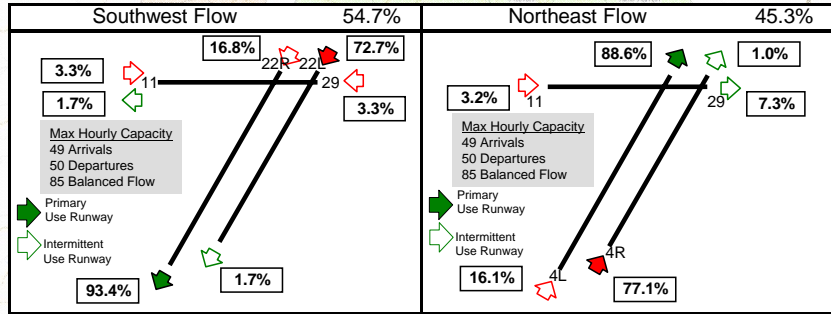 Southwest Flow 54.7%
16.8% 72.7%
22R 22L
3.3% 11 29
1.7% 3.3%
Max Hourly Capacity
49 Arrivals
50 Departures
85 Balanced Flow
Primary
Use Runway
Intermittent
Use Runway
93.4% 1.7%
Northeast Flow 45.3%
88.6% 1.0%
3.2% 11 29 7.3%
Max Hourly Capacity
49 Arrivals
50 Departures
85 Balanced Flow
Primary
Use Runway
Intermittent
Use Runway
4L 4R
16.1% 77.1%